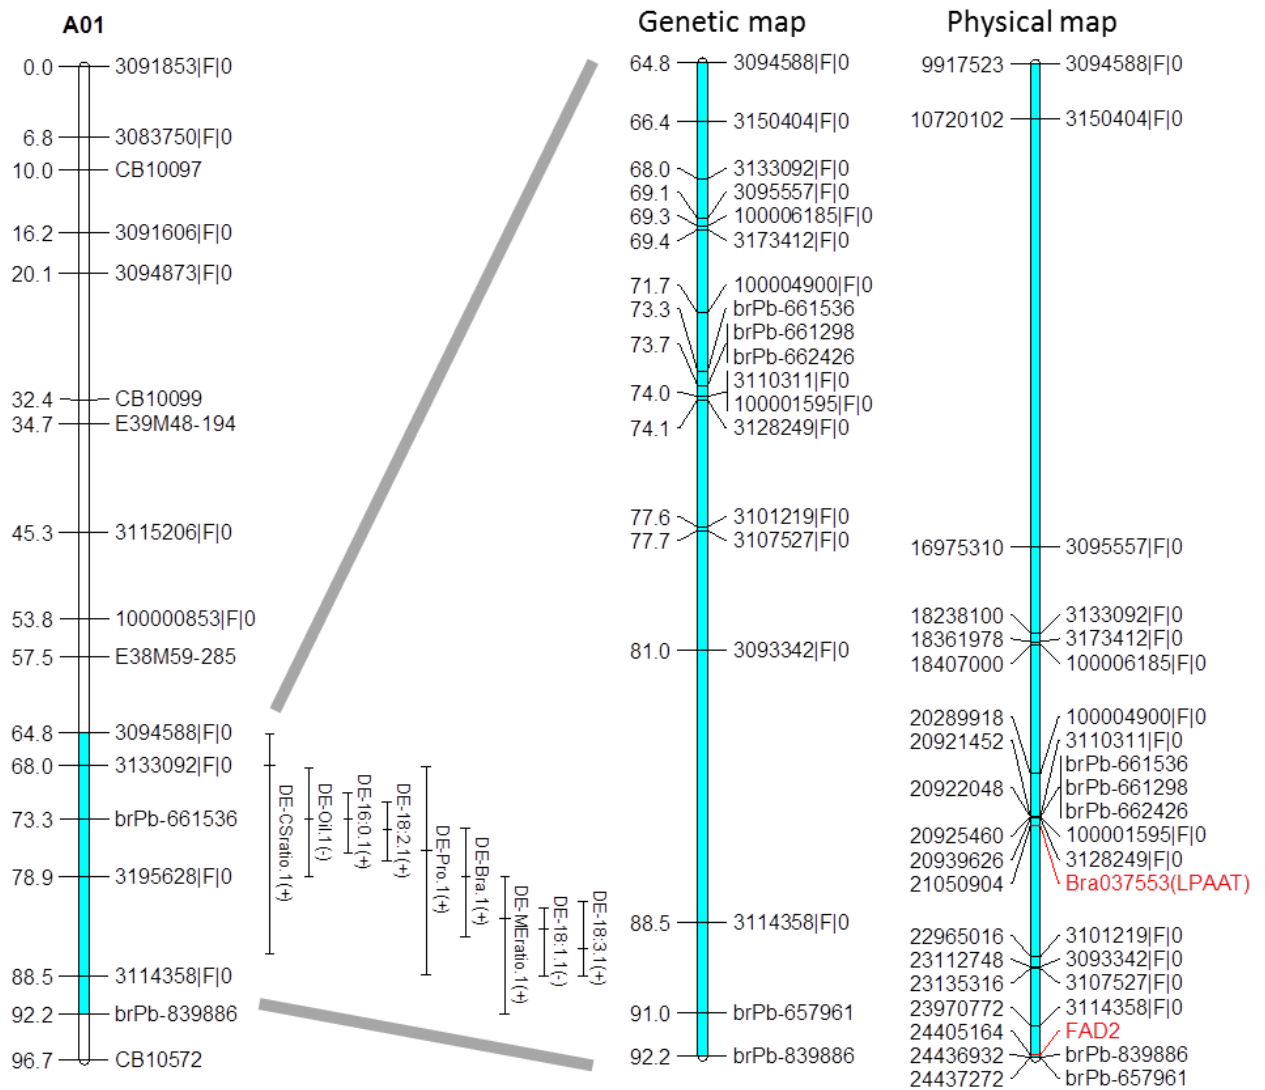 A01
0.0 3091853|F|0
6.8 3083750|F|0
10.0 CB10097
16.2 3091606|F|0
20.1 3094873|F|0
32.4 CB10099
34.7 E39M48-194
45.3 3115206|F|0
53.8 100000853|F|0
57.5 E38M59-285
64.8 3094588|F|0
68.0 3133092|F|0
73.3 brPb-661536
78.9 3195628|F|0
88.5 3114358|F|0
92.2 brPb-839886
96.7 CB10572
DE-CSratio.1(+)
DE-Oil.1(-)
DE-16:0.1(+)
DE-18:2.1(+)
DE-Pro.1(+)
DE-Bra.1(+)
DE-MEratio.1(+)
DE-18:1.1(-)
DE-18:3.1(+)
Genetic map
64.8 3094588|F|0
66.4 3150404|F|0
68.0 3133092|F|0
69.1 3095557|F|0
69.3 100006185|F|0
69.4 3173412|F|0
71.7 100004900|F|0
73.3 brPb-661536
brPb-661298
73.7 brPb-662426
74.0 3110311|F|0
100001595|F|0
74.1 3128249|F|0
77.6 3101219|F|0
77.7 3107527|F|0
81.0 3093342|F|0
88.5 3114358|F|0
91.0 brPb-657961
92.2 brPb-839886
Physical map
9917523 3094588|F|0
10720102 3150404|F|0
16975310 3095557|F|0
18238100 3133092|F|0
18361978 3173412|F|0
18407000 100006185|F|0
20289918 100004900|F|0
20921452 3110311|F|0
brPb-661536
20922048 brPb-661298
brPb-662426
20925460 100001595|F|0
20939626 3128249|F|0
21050904 Bra037553(LPAAT)
22965016 3101219|F|0
23112748 3093342|F|0
23135316 3107527|F|0
23970772 3114358|F|0
24405164 FAD2
24436932 brPb-839886
24437272 brPb-657961